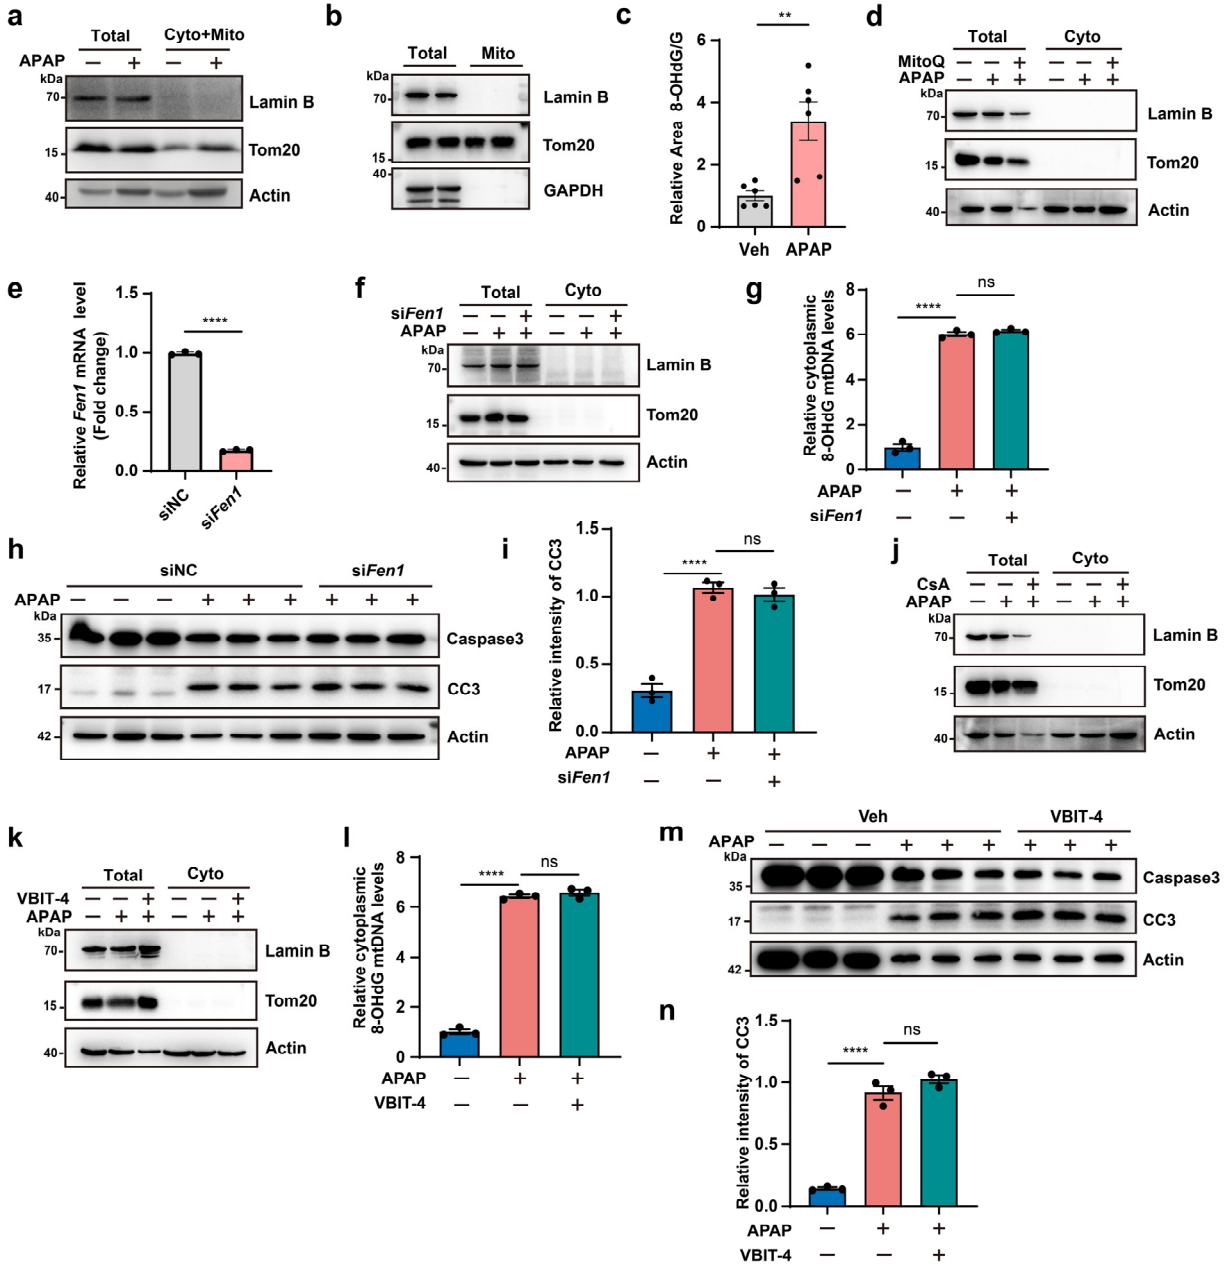 a
Total Cyto+Mito
APAP − + − +
kDa
70 Lamin B
15 Tom20
40 Actin
b
Total Mito
kDa
70 Lamin B
Tom20
15
40
GAPDH
c
**
Relative Area 8-OHdG/G
6
4
2
0
Veh APAP
d
Total Cyto
MitoQ − − + − − +
APAP − + + − + +
kDa
70 Lamin B
15 Tom20
40 Actin
e
Relative Fen1 mRNA level
(Fold change)
1.5
1.0
0.5
0.0
****
siNC siFen1
f
Total Cyto
siFen1 − − + − − +
APAP − + + − + +
kDa
70 Lamin B
15 Tom20
40 Actin
g
Relative cytoplasmic
8-OHdG mtDNA levels
8
6
4
2
0
**** ns
APAP − + +
siFen1 − − +
h
siNC siFen1
APAP − − − + + + + + +
kDa
35 Caspase3
17 CC3
42 Actin
i
Relative intensity of CC3
1.5
1.0
0.5
0.0
**** ns
APAP − + +
siFen1 − − +
j
Total Cyto
CsA − − + − − +
APAP − + + − + +
kDa
70 Lamin B
15 Tom20
40 Actin
k
Total Cyto
VBIT-4 − − + − − +
APAP − + + − + +
kDa
70 Lamin B
15 Tom20
40 Actin
l
Relative cytoplasmic
8-OHdG mtDNA levels
8
6
4
2
0
**** ns
APAP − + +
VBIT-4 − − +
m
Veh VBIT-4
APAP − − − + + + + + +
kDa
35 Caspase3
17 CC3
42 Actin
n
Relative intensity of CC3
1.5
1.0
0.5
0.0
**** ns
APAP − + +
VBIT-4 − − +